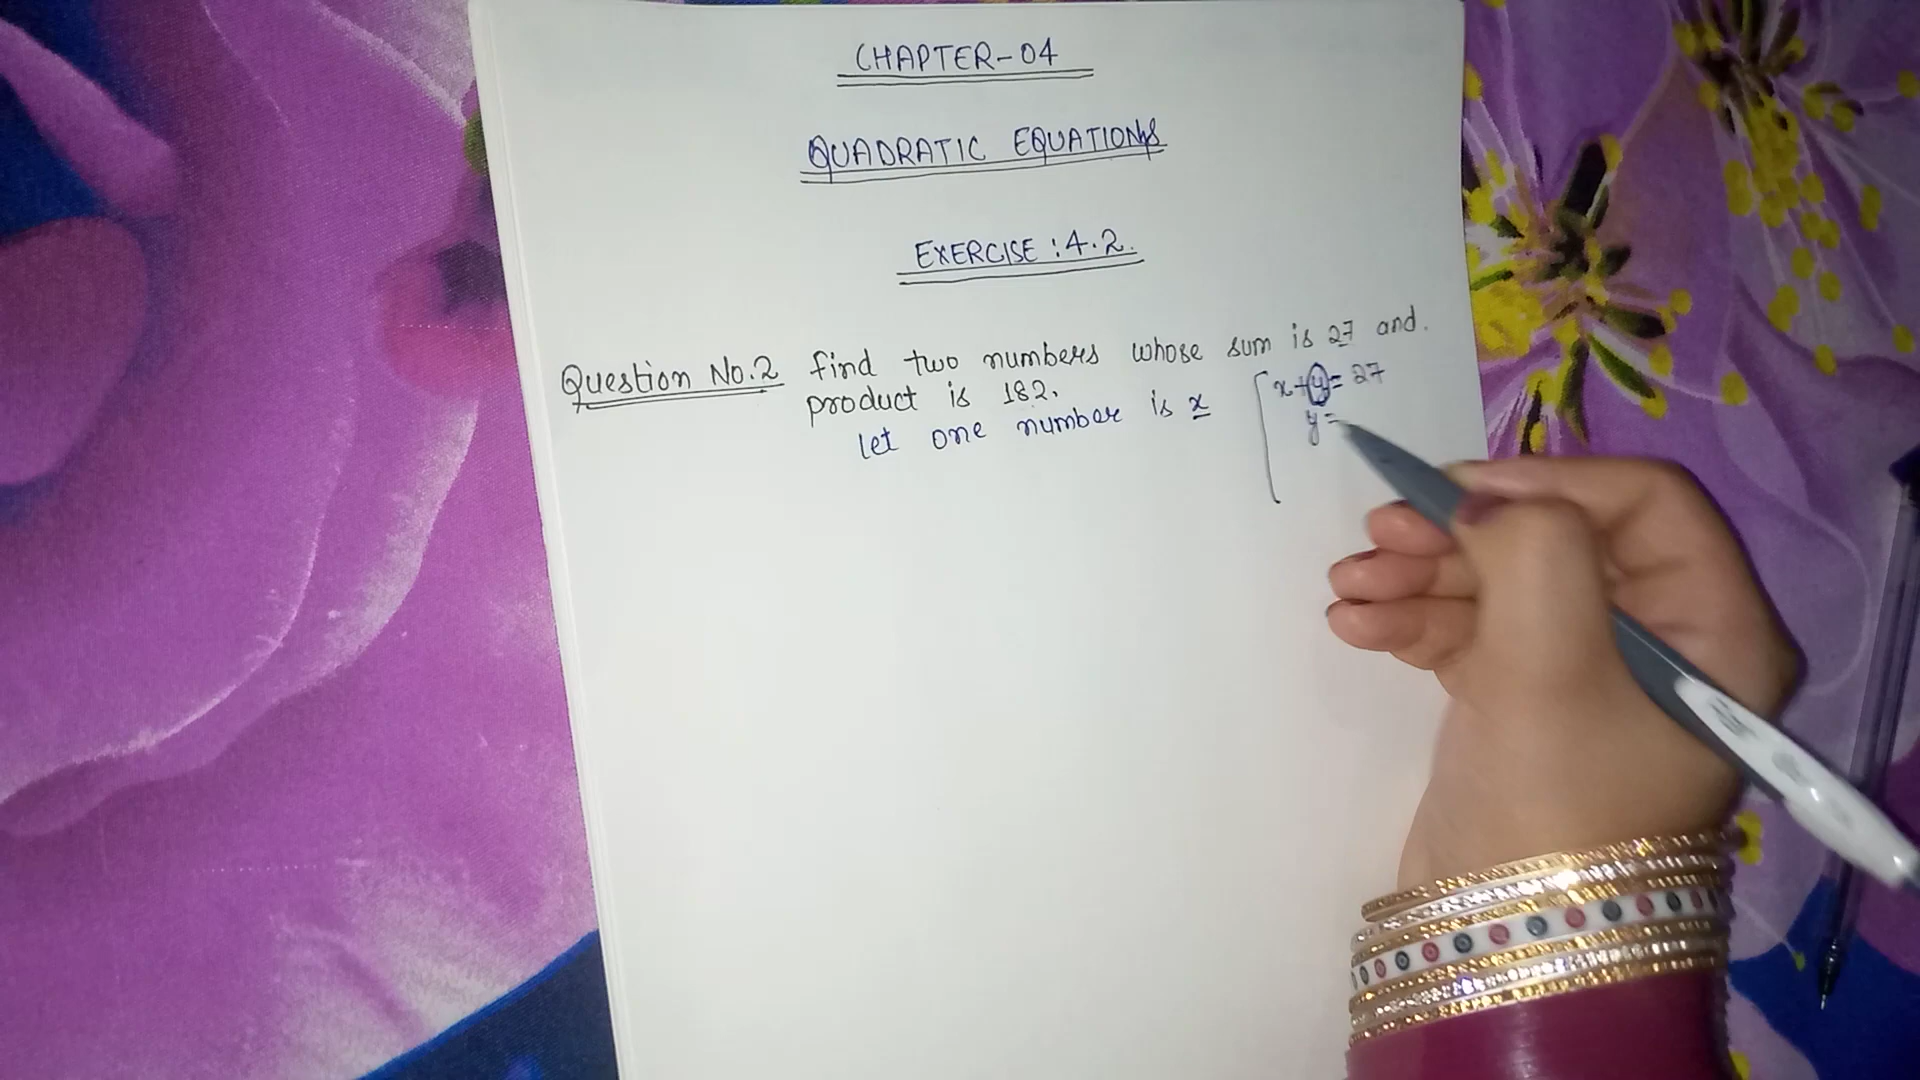 CHAPTER-04
QUADRATIC EQUATIONS
EXERCISE : 4.2.
Question No.2 find two numbers whose sum is 27 and.
product is 182.
let one number is x
x+y = 27
y =